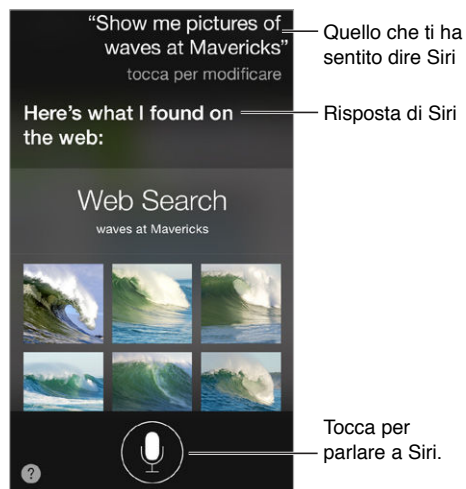 “Show me pictures of
waves at Mavericks”
tocca per modificare
Quello che ti ha
sentito dire Siri
Here's what I found on
the web:
Risposta di Siri
Web Search
waves at Mavericks
Tocca per
parlare a Siri.
?